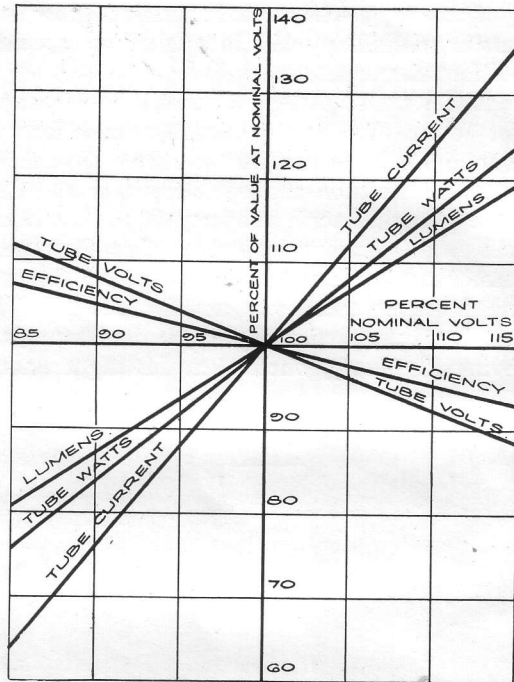 140
PERCENT OF VALUE AT NOMINAL VOLTS
130
TUBE CURRENT
120
TUBE WATTS
LUMENS
110
TUBE VOLTS
EFFICIENCY
PERCENT
NOMINAL VOLTS
85 90 95 100 105 110 115
EFFICIENCY
TUBE VOLTS
90
LUMENS
TUBE WATTS
TUBE CURRENT
80
70
60